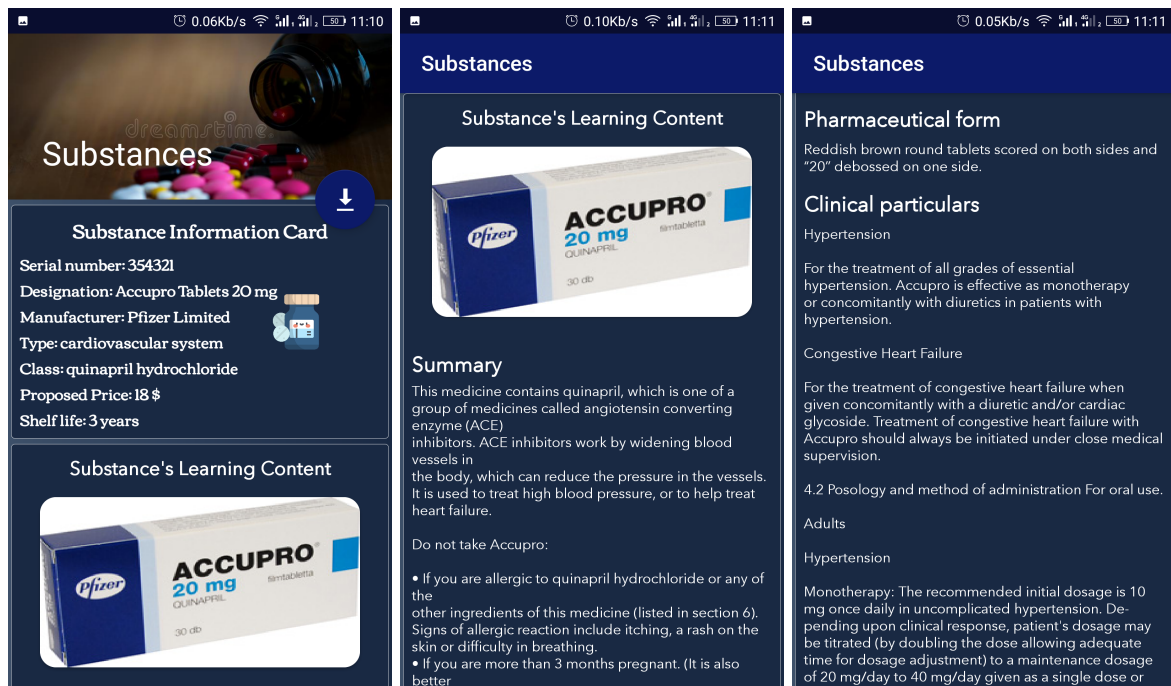 0.06Kb/s 11:10
dreamstime
Substances
Substance Information Card
Serial number: 354321
Designation: Accupro Tablets 20 mg
Manufacturer: Pfizer Limited
Type: cardiovascular system
Class: quinapril hydrochloride
Proposed Price: 18 $
Shelf life: 3 years
Substance's Learning Content
Pfizer
ACCUPRO
20 mg
filmtabletta
QUINAPRIL
30 db
0.10Kb/s 11:11
Substances
Substance's Learning Content
Pfizer
ACCUPRO
20 mg
filmtabletta
QUINAPRIL
30 db
Summary
This medicine contains quinapril, which is one of a
group of medicines called angiotensin converting
enzyme (ACE)
inhibitors. ACE inhibitors work by widening blood
vessels in
the body, which can reduce the pressure in the vessels.
It is used to treat high blood pressure, or to help treat
heart failure.
Do not take Accupro:
• If you are allergic to quinapril hydrochloride or any of
the
other ingredients of this medicine (listed in section 6).
Signs of allergic reaction include itching, a rash on the
skin or difficulty in breathing.
• If you are more than 3 months pregnant. (It is also
better
0.05Kb/s 11:11
Substances
Pharmaceutical form
Reddish brown round tablets scored on both sides and
“20” debossed on one side.
Clinical particulars
Hypertension
For the treatment of all grades of essential
hypertension. Accupro is effective as monotherapy
or concomitantly with diuretics in patients with
hypertension.
Congestive Heart Failure
For the treatment of congestive heart failure when
given concomitantly with a diuretic and/or cardiac
glycoside. Treatment of congestive heart failure with
Accupro should always be initiated under close medical
supervision.
4.2 Posology and method of administration For oral use.
Adults
Hypertension
Monotherapy: The recommended initial dosage is 10
mg once daily in uncomplicated hypertension. De-
pending upon clinical response, patient's dosage may
be titrated (by doubling the dose allowing adequate
time for dosage adjustment) to a maintenance dosage
of 20 mg/day to 40 mg/day given as a single dose or